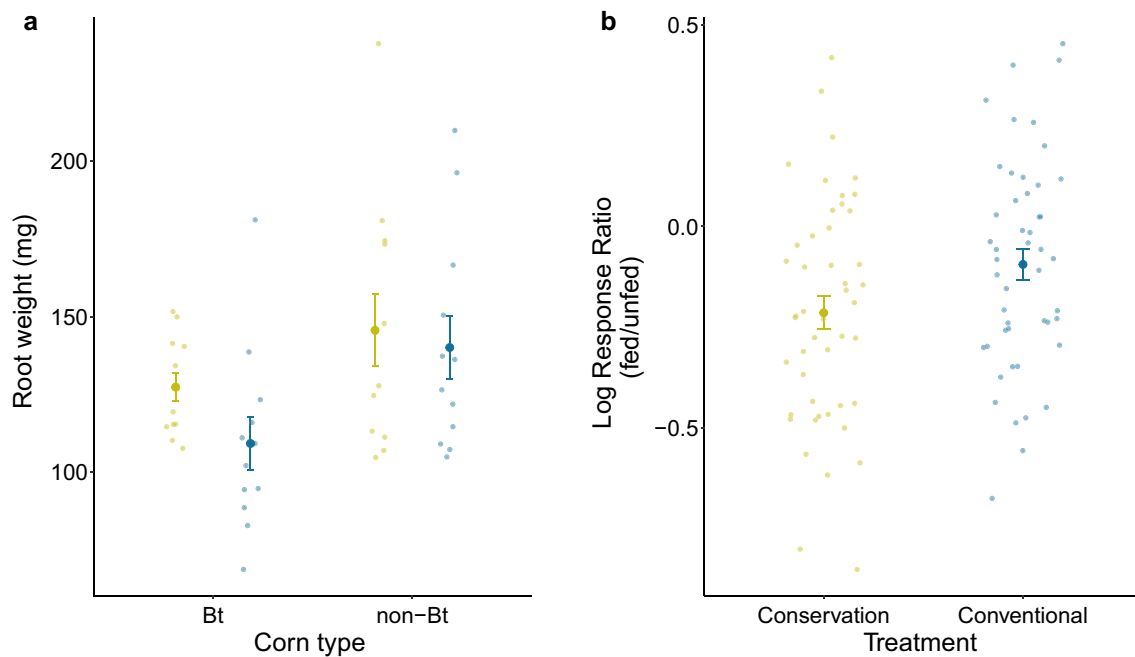 a
Root weight (mg)
200
150
100
Bt
non−Bt
Corn type
b
Log Response Ratio
(fed/unfed)
0.5
0.0
−0.5
Conservation
Conventional
Treatment